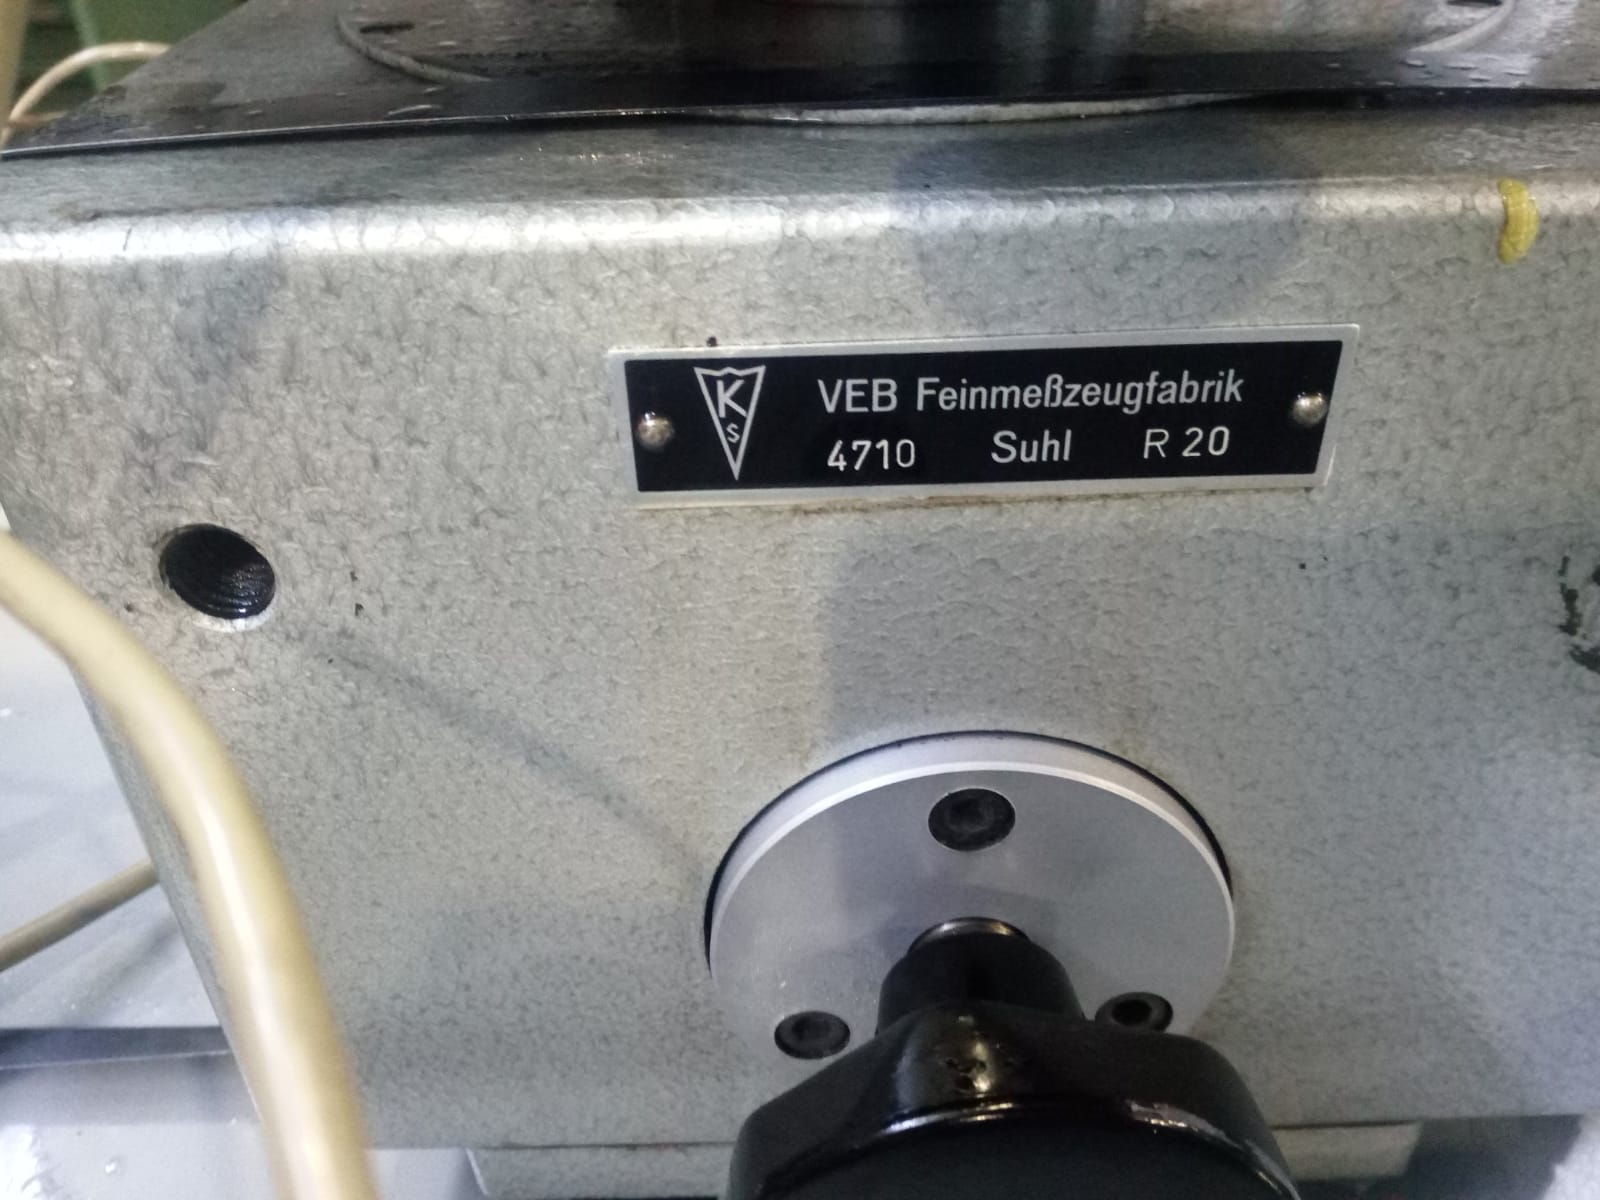 K
S
VEB Feinmeßzeugfabrik
4710 Suhl R 20